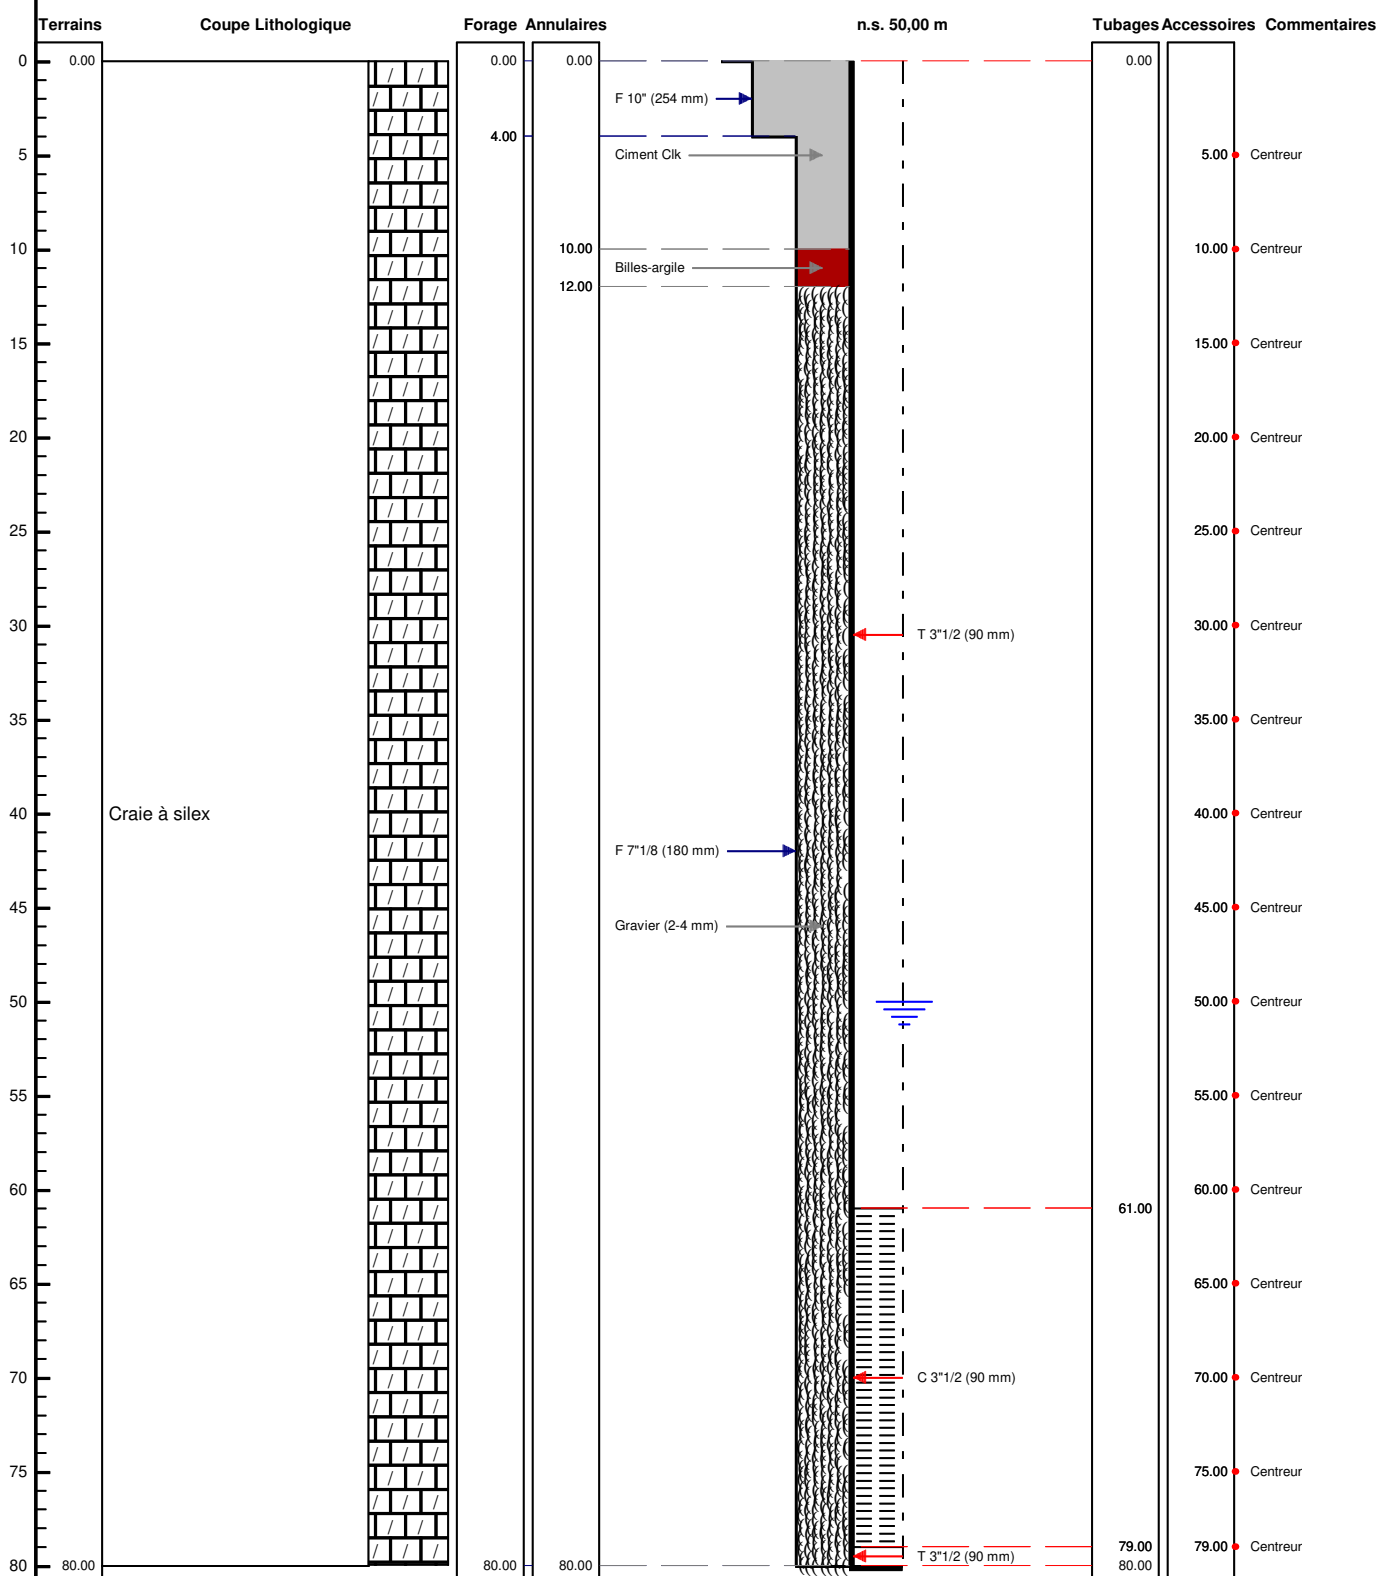 Terrains Coupe Lithologique Forage Annulaires n.s. 50,00 m Tubages Accessoires Commentaires
0 0.00 0.00 0.00 0.00
F 10" (254 mm)
4.00
5 Ciment Clk 5.00 Centreur
10 10.00 10.00 Centreur
Billes-argile
12.00
15 15.00 Centreur
20 20.00 Centreur
25 25.00 Centreur
30 30.00 Centreur
T 3"1/2 (90 mm)
35 35.00 Centreur
40 Craie à silex 40.00 Centreur
F 7"1/8 (180 mm)
45 45.00 Centreur
Gravier (2-4 mm)
50 50.00 Centreur
55 55.00 Centreur
60 60.00 Centreur
61.00
65 65.00 Centreur
70 C 3"1/2 (90 mm) 70.00 Centreur
75 75.00 Centreur
79.00 79.00 Centreur
T 3"1/2 (90 mm)
80 80.00 80.00 80.00 80.00